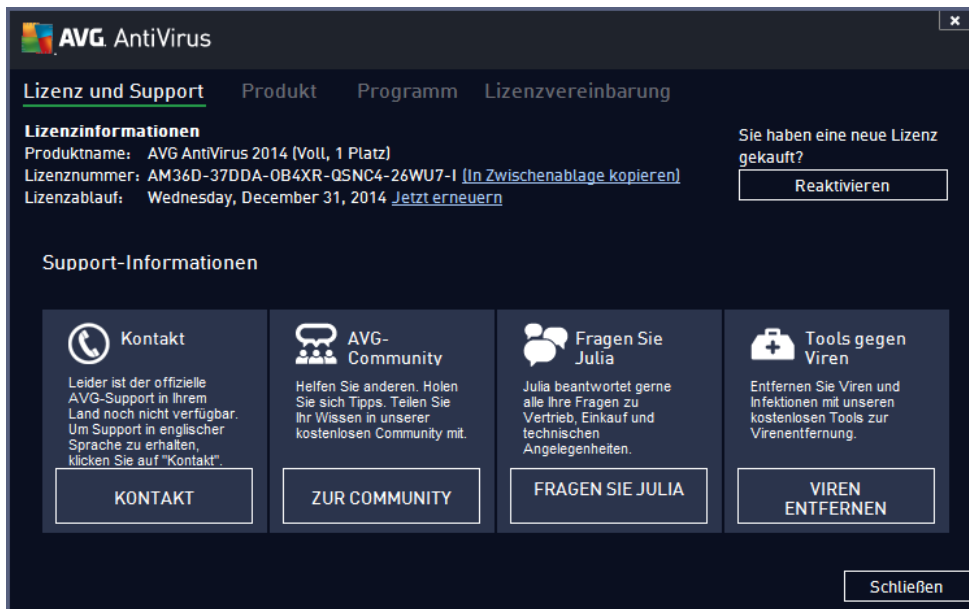 AVG. AntiVirus
Lizenz und Support Produkt Programm Lizenzvereinbarung
Lizenzinformationen
Produktname: AVG AntiVirus 2014 (Voll, 1 Platz)
Lizenznummer: AM36D-37DDA-OB4XR-QSNC4-26WU7-I (In Zwischenablage kopieren)
Lizenzablauf: Wednesday, December 31, 2014 Jetzt erneuern
Sie haben eine neue Lizenz
gekauft?
Reaktivieren
Support-Informationen
Kontakt
Leider ist der offizielle
AVG-Support in Ihrem
Land noch nicht verfügbar.
Um Support in englischer
Sprache zu erhalten,
klicken Sie auf "Kontakt".
KONTAKT
AVG-
Community
Helfen Sie anderen. Holen
Sie sich Tipps. Teilen Sie
Ihr Wissen in unserer
kostenlosen Community mit.
ZUR COMMUNITY
Fragen Sie
Julia
Julia beantwortet gerne
alle Ihre Fragen zu
Vertrieb, Einkauf und
technischen
Angelegenheiten.
FRAGEN SIE JULIA
Tools gegen
Viren
Entfernen Sie Viren und
Infektionen mit unseren
kostenlosen Tools zur
Virenentfernung.
VIREN
ENTFERNEN
Schließen